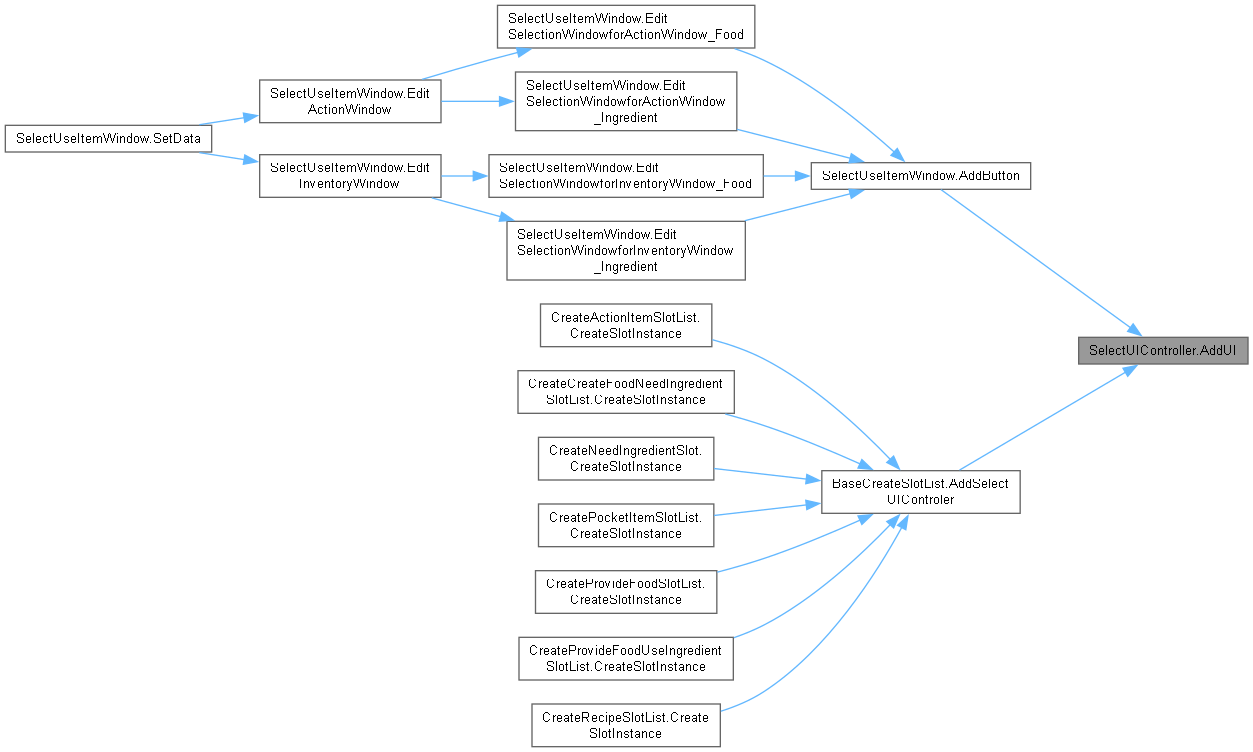 SelectUseItemWindow.Edit
SelectionWindowforActionWindow_Food
SelectUseItemWindow.Edit
SelectionWindowforActionWindow
_Ingredient
SelectUseItemWindow.Edit
ActionWindow
SelectUseItemWindow.SetData
SelectUseItemWindow.Edit
InventoryWindow
SelectUseItemWindow.Edit
SelectionWindowforInventoryWindow_Food
SelectUseItemWindow.AddButton
SelectUseItemWindow.Edit
SelectionWindowforInventoryWindow
_Ingredient
CreateActionItemSlotList.
CreateSlotInstance
SelectUIController.AddUI
CreateCreateFoodNeedIngredient
SlotList.CreateSlotInstance
CreateNeedIngredientSlot.
CreateSlotInstance
BaseCreateSlotList.AddSelect
UIControler
CreatePocketItemSlotList.
CreateSlotInstance
CreateProvideFoodSlotList.
CreateSlotInstance
CreateProvideFoodUseIngredient
SlotList.CreateSlotInstance
CreateRecipeSlotList.Create
SlotInstance